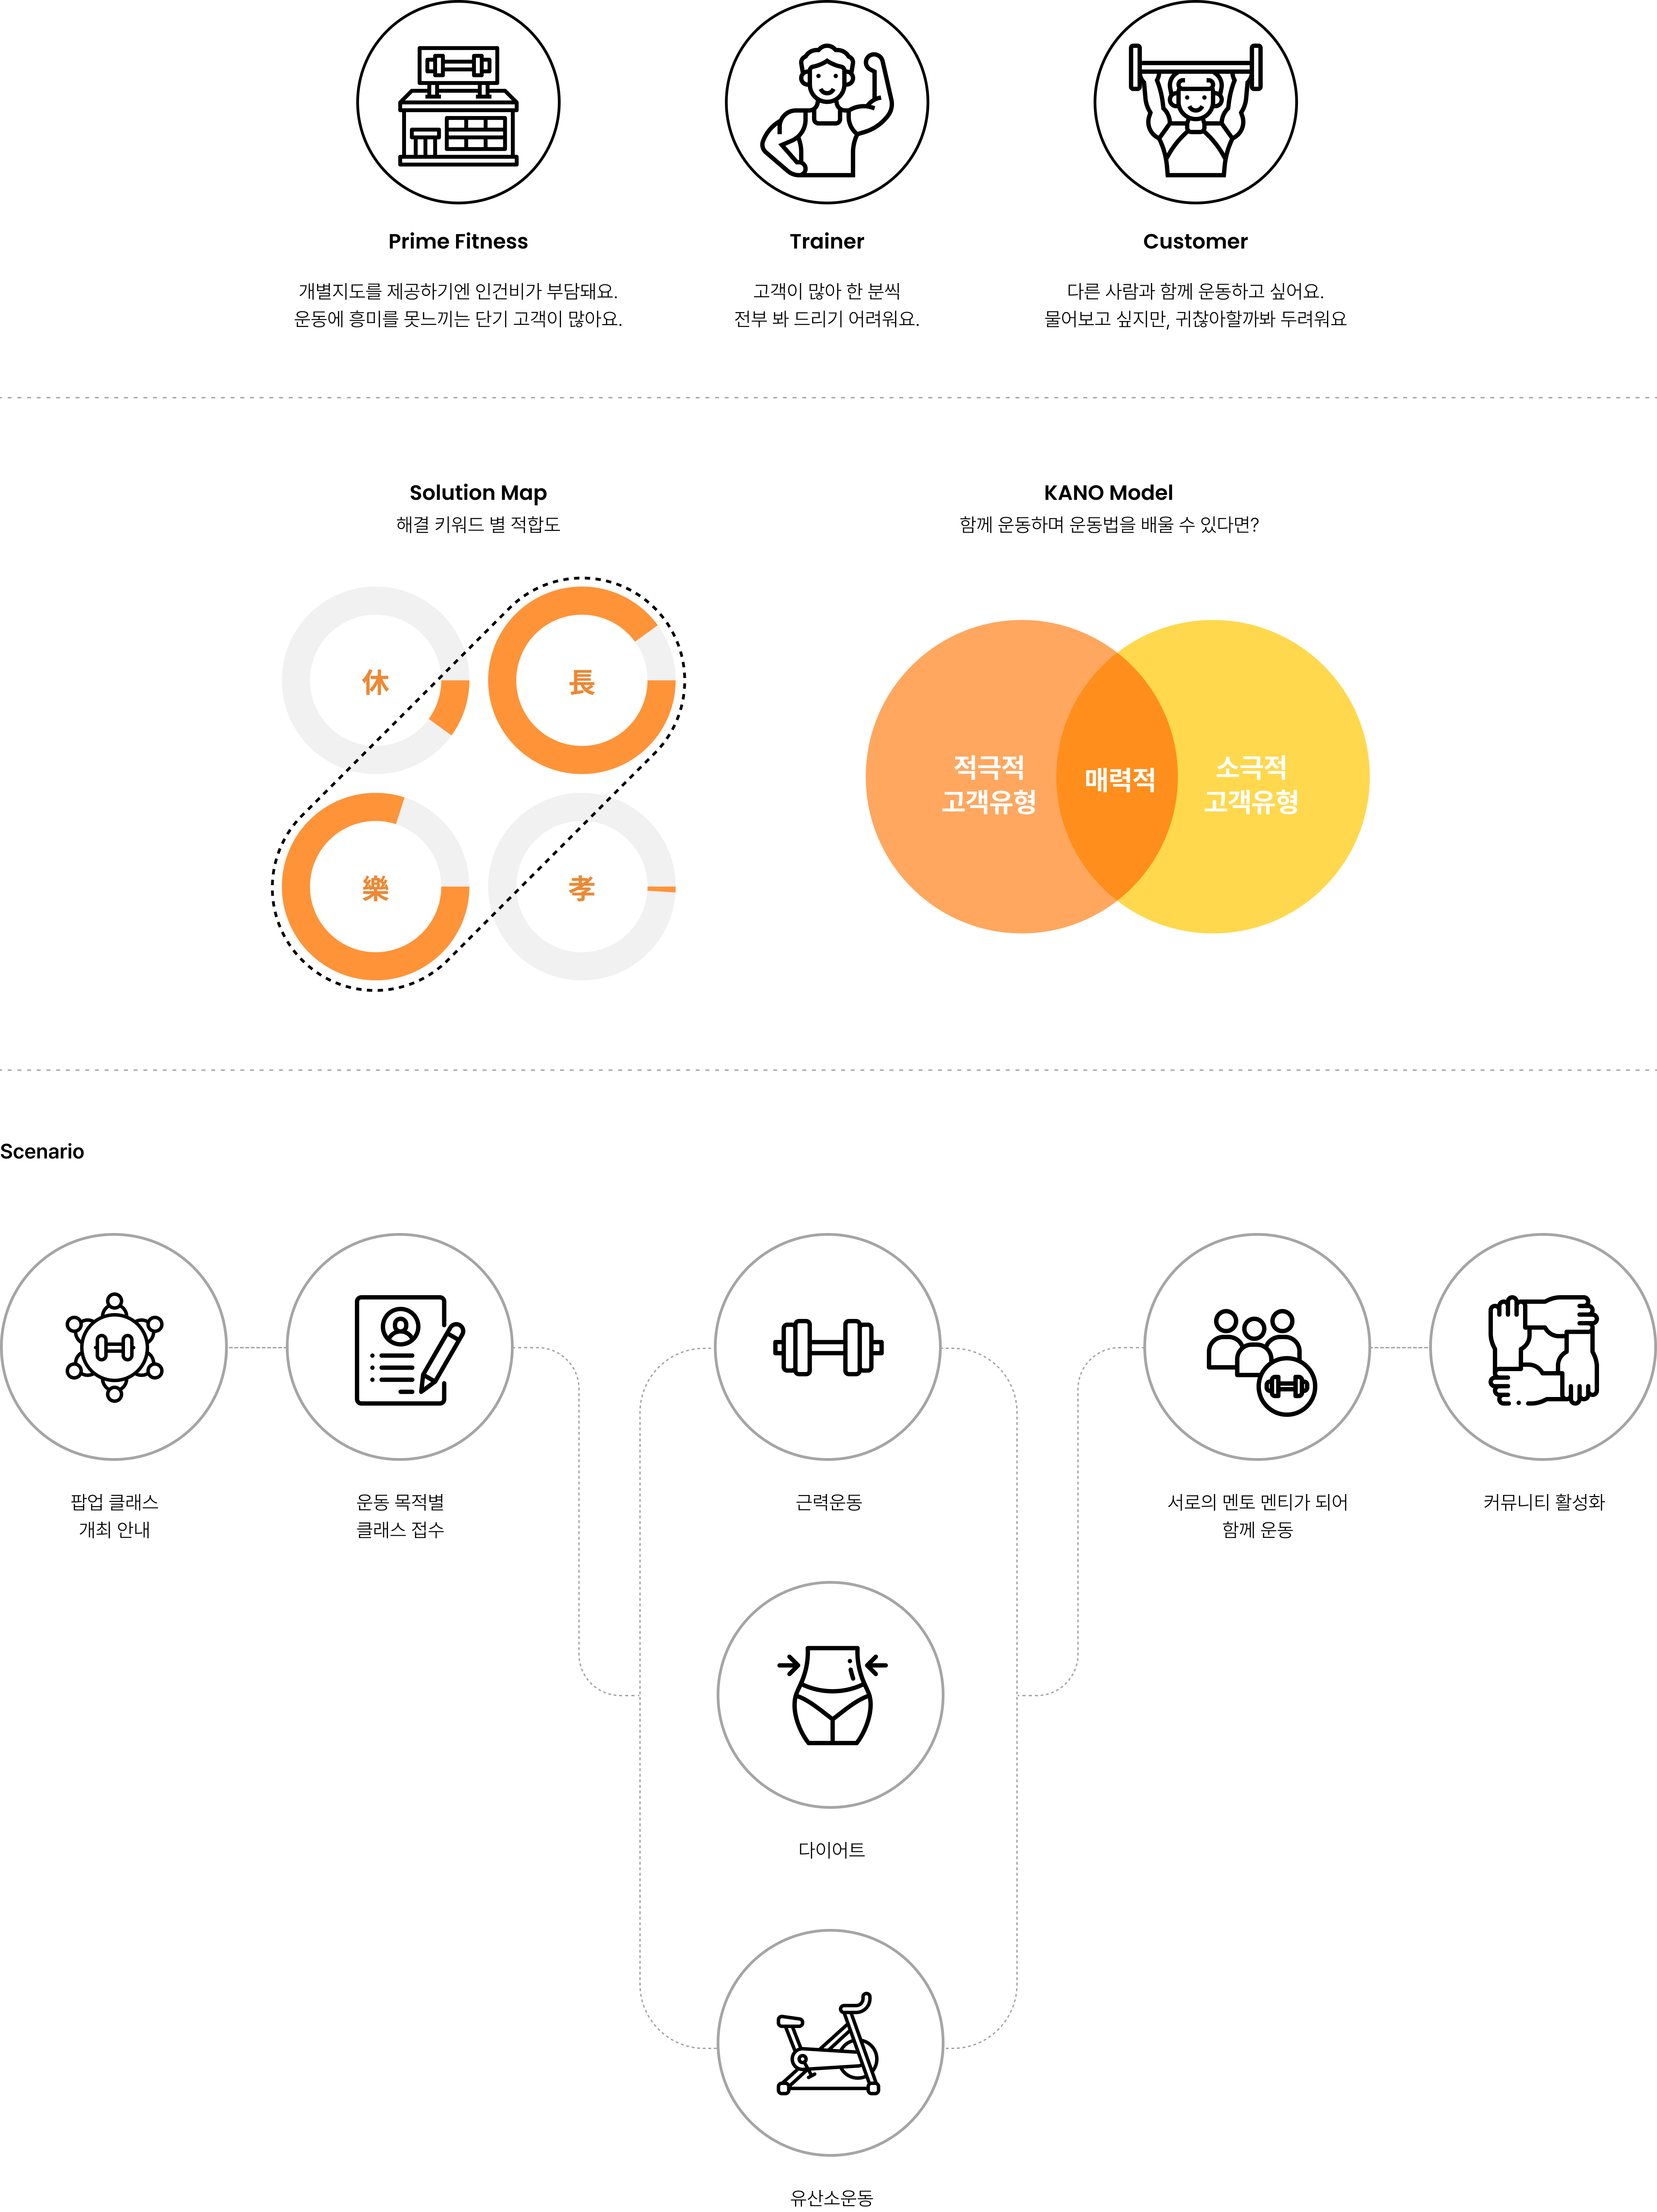 Prime Fitness
개별지도를 제공하기엔 인건비가 부담돼요.
운동에 흥미를 못느끼는 단기 고객이 많아요.
Trainer
고객이 많아 한 분씩
전부 봐 드리기 어려워요.
Customer
다른 사람과 함께 운동하고 싶어요.
물어보고 싶지만, 귀찮아할까봐 두려워요
Solution Map
해결 키워드 별 적합도
休
長
樂
孝
KANO Model
함께 운동하며 운동법을 배울 수 있다면?
적극적
고객유형
매력적
소극적
고객유형
Scenario
팝업 클래스
개최 안내
운동 목적별
클래스 접수
근력운동
다이어트
유산소운동
서로의 멘토 멘티가 되어
함께 운동
커뮤니티 활성화